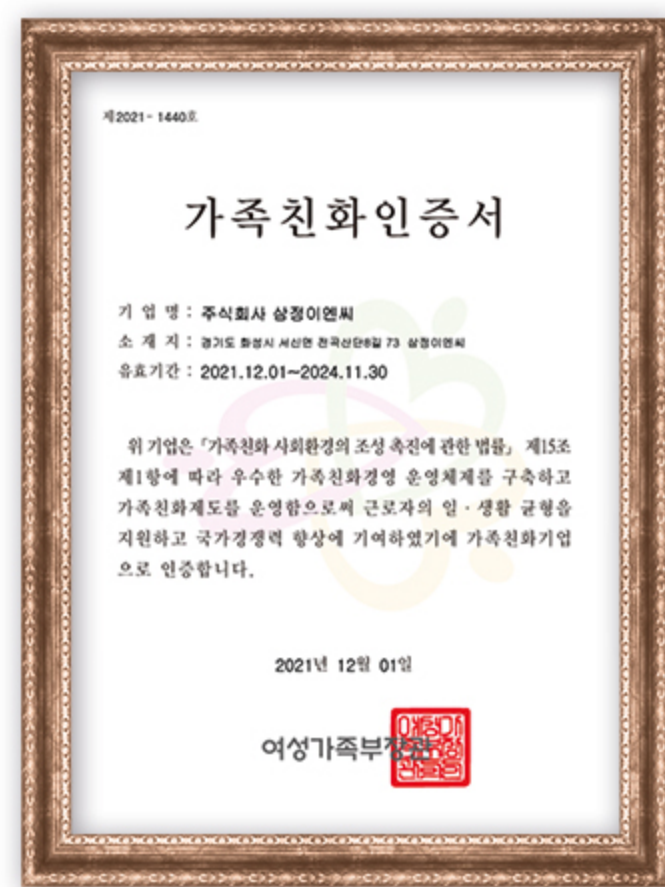 제2021- 1440호
가족친화인증서
기 업 명 : 주식회사 삼정이엔씨
소 재 지 : 경기도 화성시 서신면 전곡산단8길 73 삼정이엔씨
유효기간 : 2021.12.01~2024.11.30
위 기업은 「가족친화 사회환경의 조성 촉진에 관한 법률」 제15조
제1항에 따라 우수한 가족친화경영 운영체제를 구축하고
가족친화제도를 운영함으로써 근로자의 일 · 생활 균형을
지원하고 국가경쟁력 향상에 기여하였기에 가족친화기업
으로 인증합니다.
2021년 12월 01일
여성가족부장관